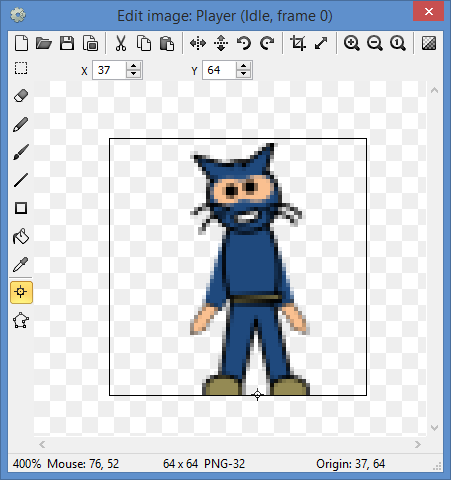 Edit image: Player (Idle, frame 0)
X 37 Y 64
400% Mouse: 76, 52 64 x 64 PNG-32 Origin: 37, 64